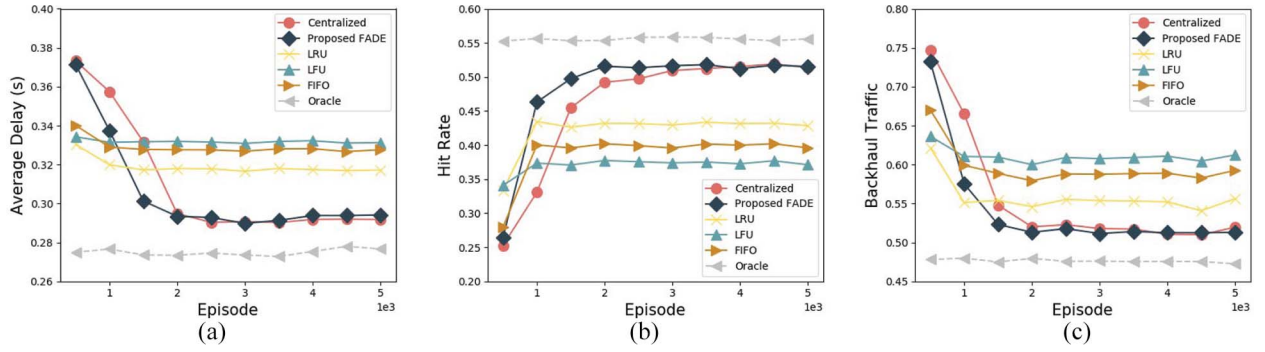 0.40
0.38
0.36
0.34
0.32
0.30
0.28
0.26
Average Delay (s)
Centralized
Proposed FADE
LRU
LFU
FIFO
Oracle
1 2 3 4 5
1e3
Episode
(a)
0.60
0.55
0.50
0.45
0.40
0.35
0.30
0.25
0.20
Hit Rate
Centralized
Proposed FADE
LRU
LFU
FIFO
Oracle
1 2 3 4 5
1e3
Episode
(b)
0.80
0.75
0.70
0.65
0.60
0.55
0.50
0.45
Backhaul Traffic
Centralized
Proposed FADE
LRU
LFU
FIFO
Oracle
1 2 3 4 5
1e3
Episode
(c)